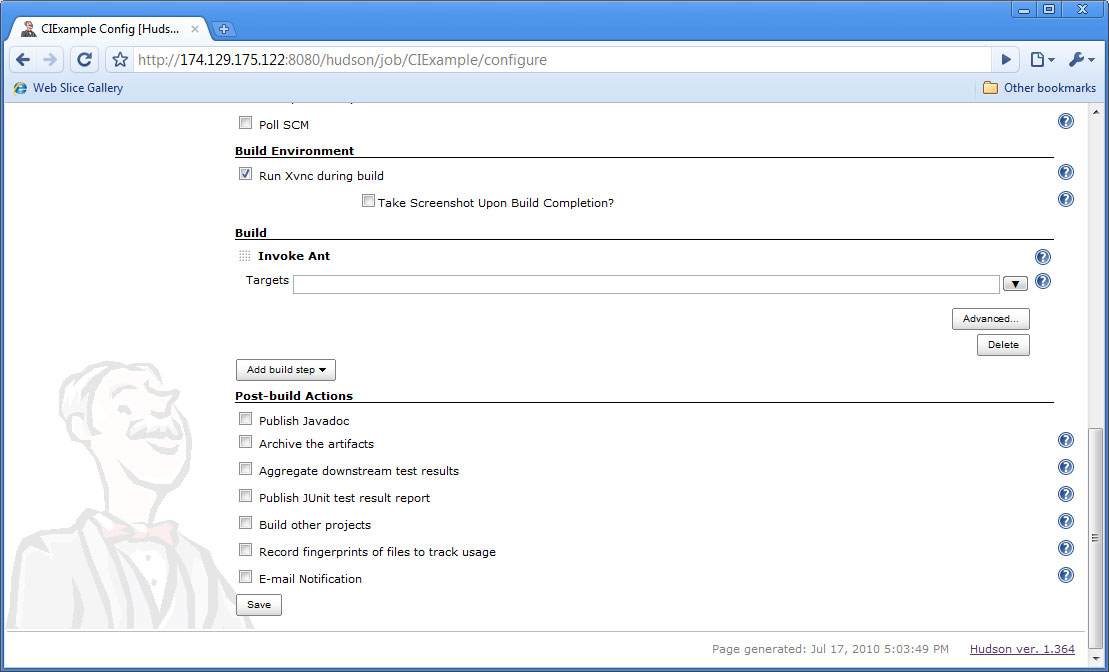 CIExample Config [Huds...
http://174.129.175.122:8080/hudson/job/CIExample/configure
Web Slice Gallery
Other bookmarks
Poll SCM
Build Environment
Run Xvnc during build
Take Screenshot Upon Build Completion?
Build
Invoke Ant
Targets
Advanced...
Delete
Add build step
Post-build Actions
Publish Javadoc
Archive the artifacts
Aggregate downstream test results
Publish JUnit test result report
Build other projects
Record fingerprints of files to track usage
E-mail Notification
Save
Page generated: Jul 17, 2010 5:03:49 PM Hudson ver. 1.364